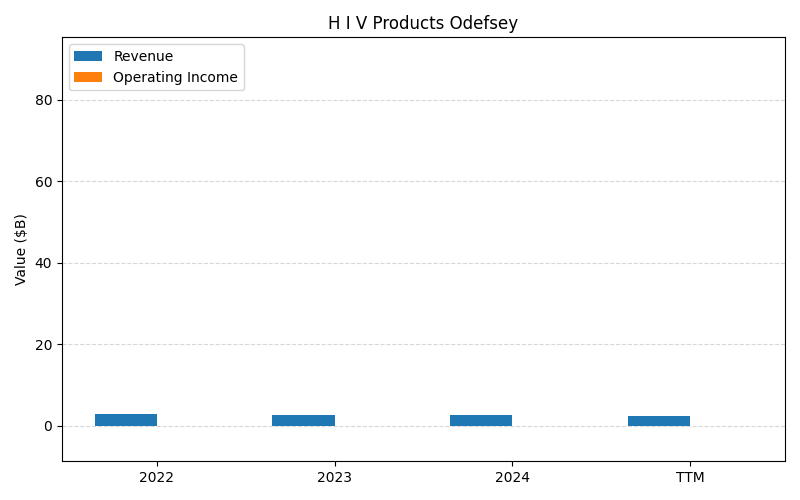 H I V Products Odefsey
Revenue
Operating Income
Value ($B)
80
60
40
20
0
2022 2023 2024 TTM